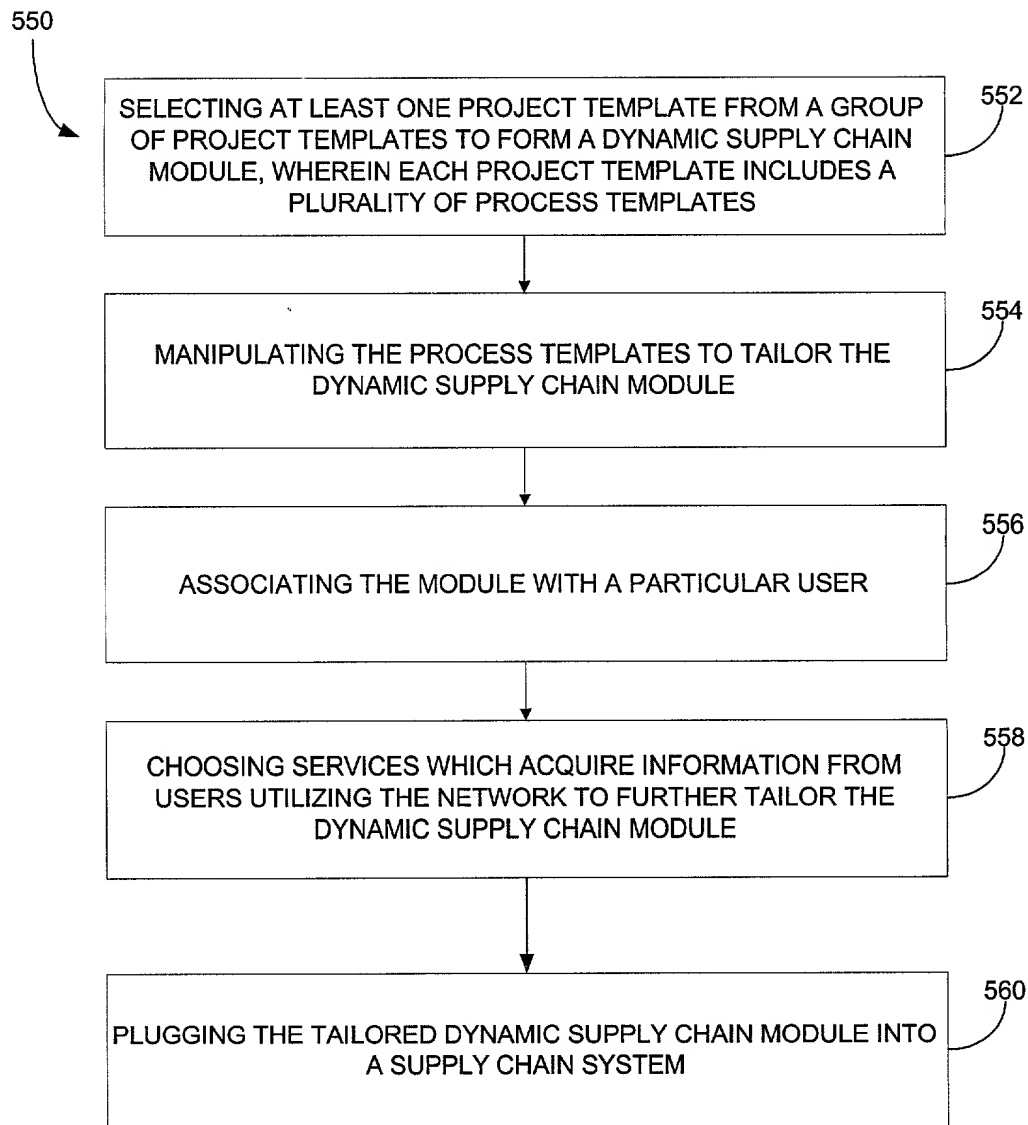 550
SELECTING AT LEAST ONE PROJECT TEMPLATE FROM A GROUP
OF PROJECT TEMPLATES TO FORM A DYNAMIC SUPPLY CHAIN
MODULE, WHEREIN EACH PROJECT TEMPLATE INCLUDES A
PLURALITY OF PROCESS TEMPLATES
552
MANIPULATING THE PROCESS TEMPLATES TO TAILOR THE
DYNAMIC SUPPLY CHAIN MODULE
554
ASSOCIATING THE MODULE WITH A PARTICULAR USER
556
CHOOSING SERVICES WHICH ACQUIRE INFORMATION FROM
USERS UTILIZING THE NETWORK TO FURTHER TAILOR THE
DYNAMIC SUPPLY CHAIN MODULE
558
PLUGGING THE TAILORED DYNAMIC SUPPLY CHAIN MODULE INTO
A SUPPLY CHAIN SYSTEM
560